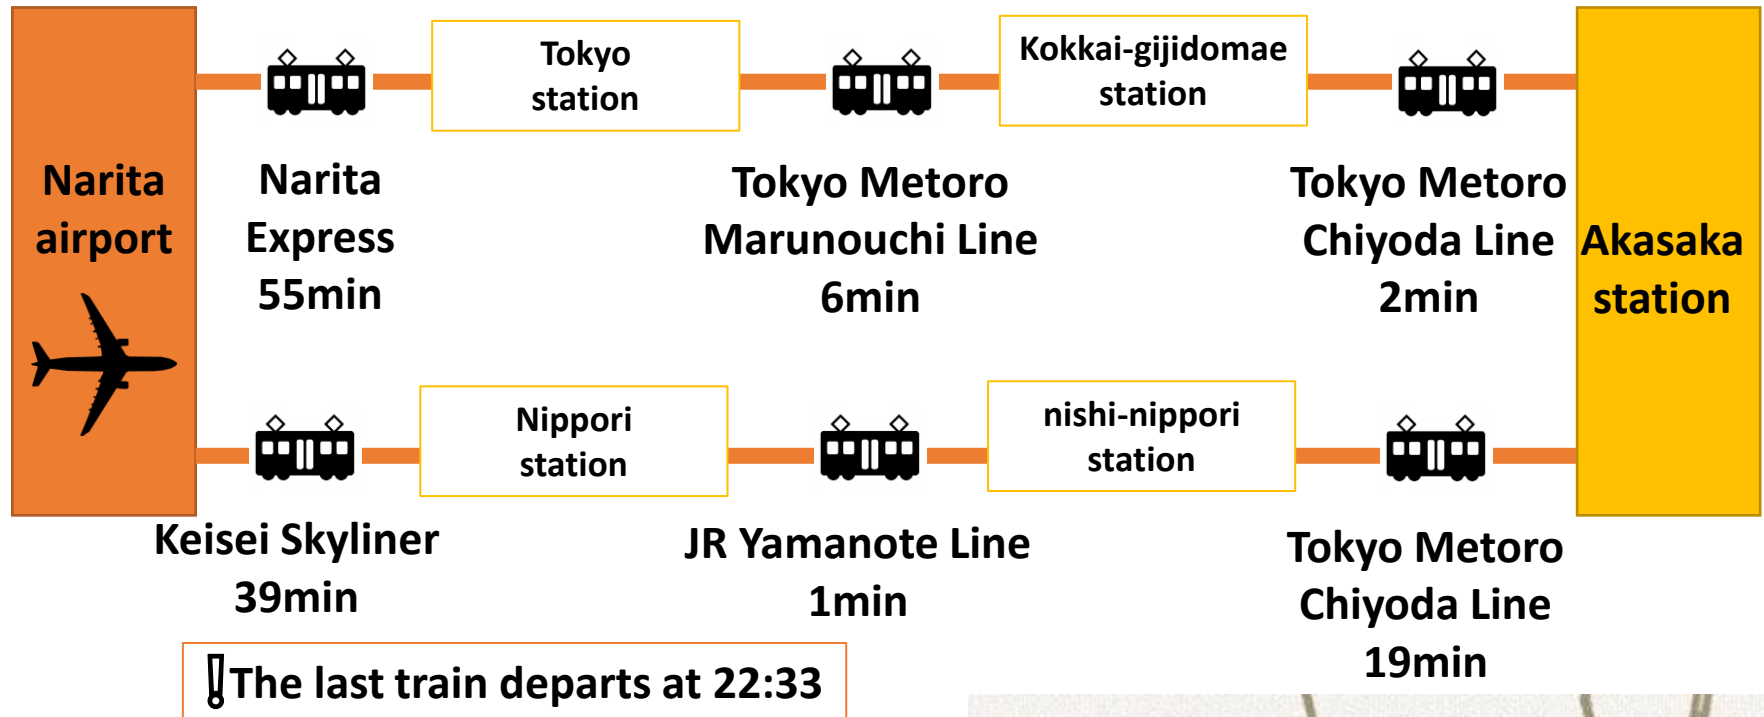 Narita
airport
Narita
Express
55min
Tokyo
station
Tokyo Metoro
Marunouchi Line
6min
Kokkai-gijidomae
station
Tokyo Metoro
Chiyoda Line
2min
Akasaka
station
Keisei Skyliner
39min
Nippori
station
JR Yamanote Line
1min
nishi-nippori
station
Tokyo Metoro
Chiyoda Line
19min
!The last train departs at 22:33